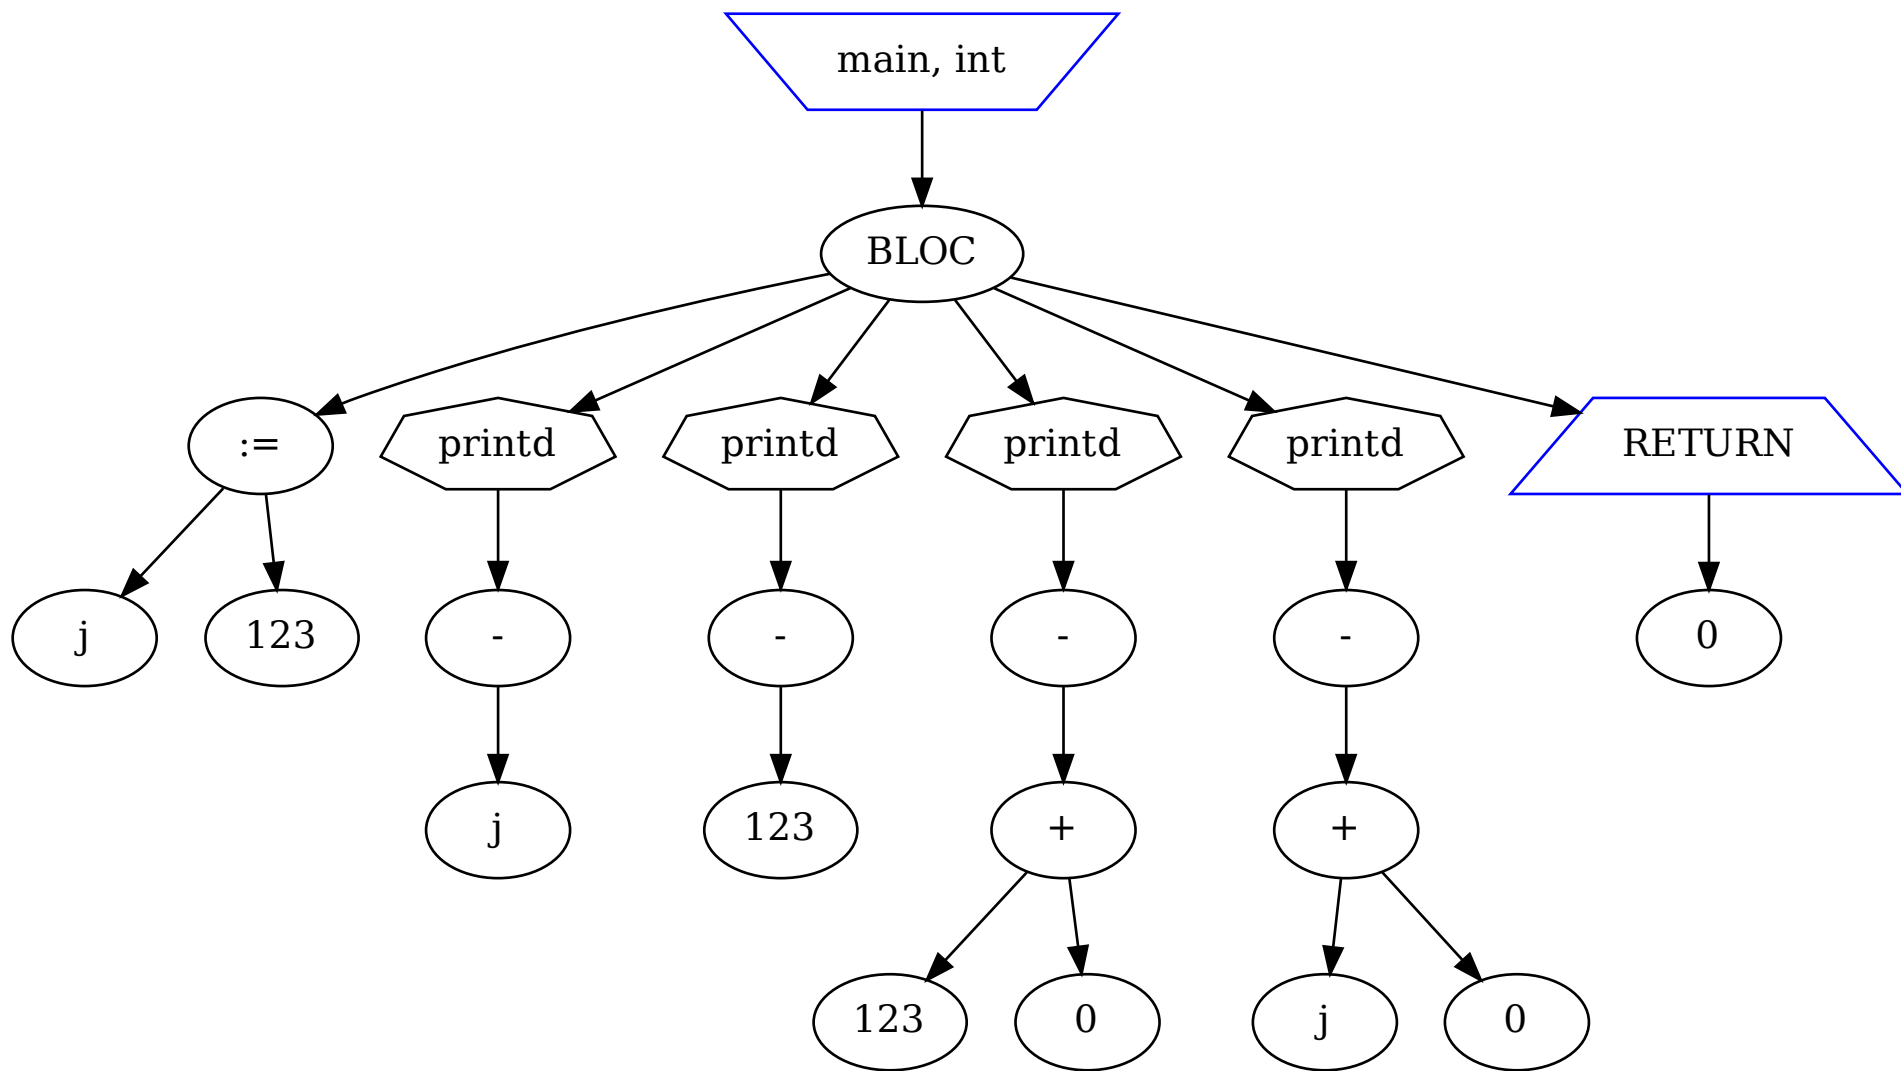 main, int
BLOC
:=
printd
printd
printd
printd
RETURN
j
123
-
-
-
-
0
j
123
+
+
123
0
j
0